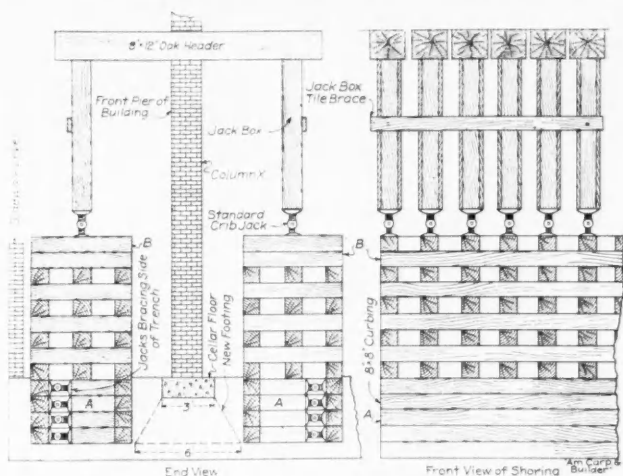 8"×12" Oak Header
Front Pier of
Building
Jack Box
Column X
Standard
Crib Jack
B
B
Jacks Bracing Side
of Trench
Cellar Floor
New Footing
A
A
3
6
End View
Jack Box
Tile Brace
B
8"×8" Curbing
A
Front View of Shoring
"Am Carp &
Builder"